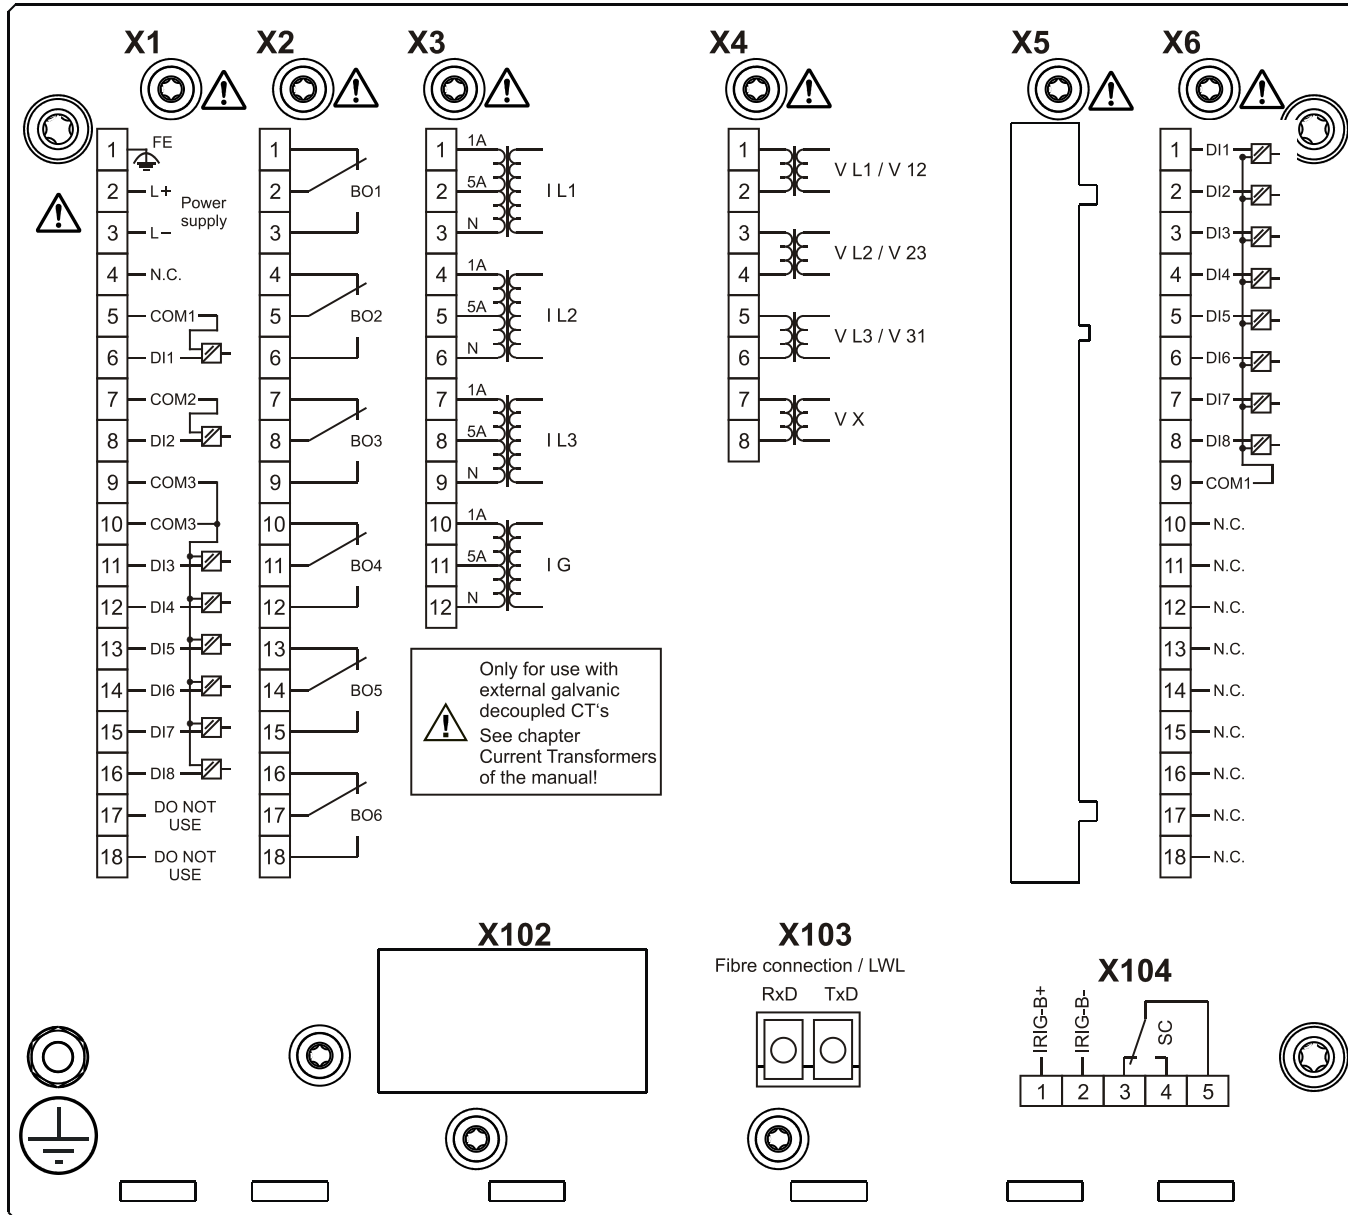 X1
X2
X3
X4
X5
X6
1 FE
2 L+
Power
supply
3 L−
4 N.C.
5 COM1
6 DI1
7 COM2
8 DI2
9 COM3
10 COM3
11 DI3
12 DI4
13 DI5
14 DI6
15 DI7
16 DI8
17 DO NOT
USE
18 DO NOT
USE
1
2 BO1
3
4
5 BO2
6
7
8 BO3
9
10
11 BO4
12
13
14 BO5
15
16
17 BO6
18
1 1A
2 5A I L1
3 N
4 1A
5 5A I L2
6 N
7 1A
8 5A I L3
9 N
10 1A
11 5A I G
12 N
Only for use with
external galvanic
decoupled CT‘s
See chapter
Current Transformers
of the manual!
1
V L1 / V 12
2
3
V L2 / V 23
4
5
V L3 / V 31
6
7
V X
8
1 DI1
2 DI2
3 DI3
4 DI4
5 DI5
6 DI6
7 DI7
8 DI8
9 COM1
10 N.C.
11 N.C.
12 N.C.
13 N.C.
14 N.C.
15 N.C.
16 N.C.
17 N.C.
18 N.C.
X102
X103
Fibre connection / LWL
RxD TxD
X104
IRIG-B+
IRIG-B-
SC
1 2 3 4 5